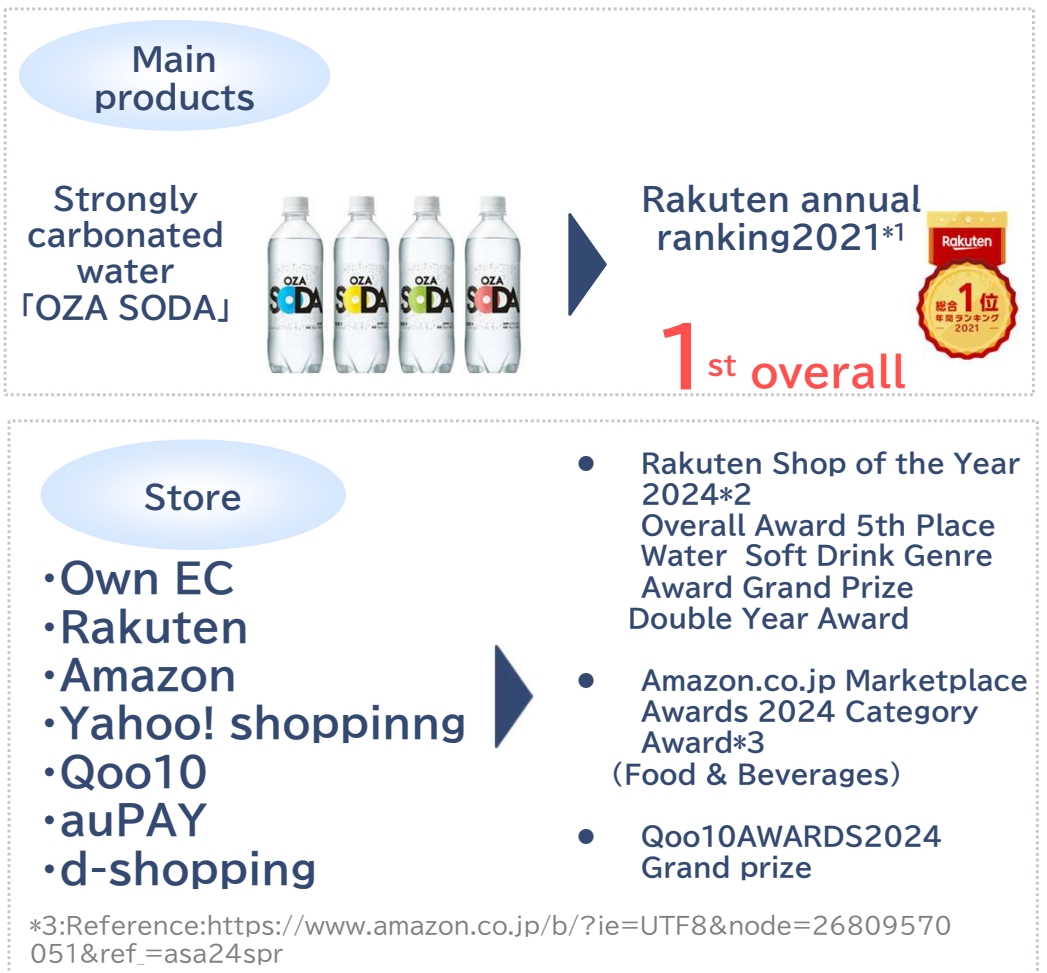 Main
products
Strongly
carbonated
water
「OZA SODA」
OZA
SODA
OZA
SODA
OZA
SODA
OZA
SODA
Rakuten annual
ranking2021*1
Rakuten
総合1位
年間ランキング
2021
1st overall
Store
・Own EC
・Rakuten
・Amazon
・Yahoo! shoppinng
・Qoo10
・auPAY
・d-shopping
● Rakuten Shop of the Year
2024*2
Overall Award 5th Place
Water Soft Drink Genre
Award Grand Prize
Double Year Award
● Amazon.co.jp Marketplace
Awards 2024 Category
Award*3
(Food & Beverages)
● Qoo10AWARDS2024
Grand prize
*3:Reference:https://www.amazon.co.jp/b/?ie=UTF8&node=26809570
051&ref_=asa24spr